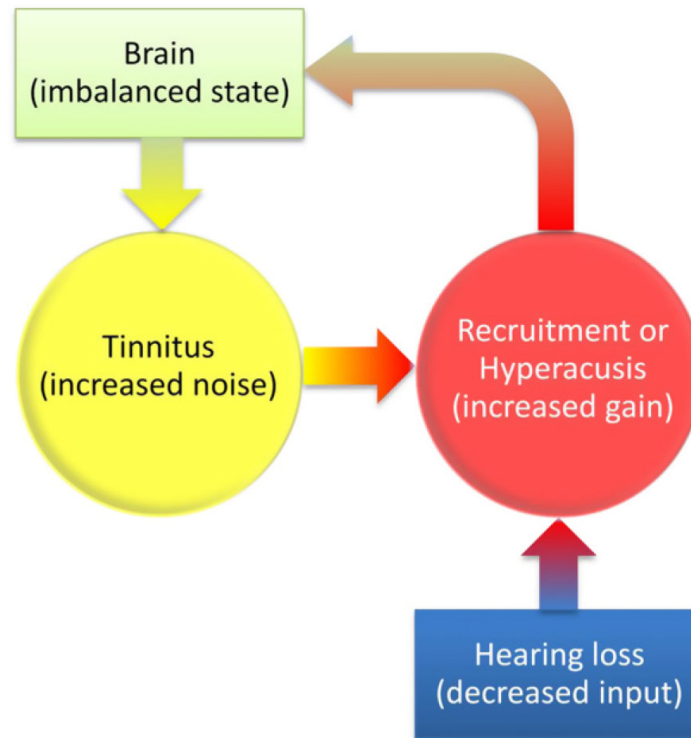 Brain
(imbalanced state)
Tinnitus
(increased noise)
Recruitment or
Hyperacusis
(increased gain)
Hearing loss
(decreased input)